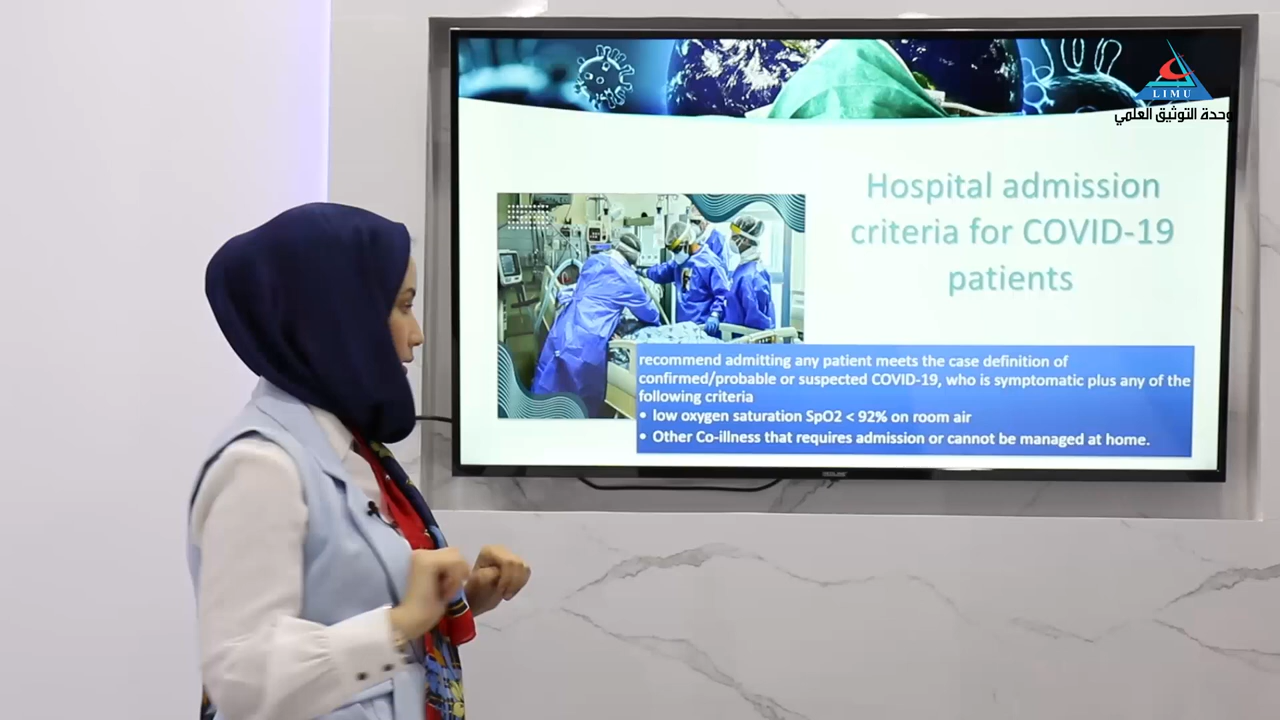 LIMU
وحدة التوثيق العلمي
Hospital admission
criteria for COVID-19
patients
recommend admitting any patient meets the case definition of
confirmed/probable or suspected COVID-19, who is symptomatic plus any of the
following criteria
• low oxygen saturation SpO2 < 92% on room air
• Other Co-illness that requires admission or cannot be managed at home.